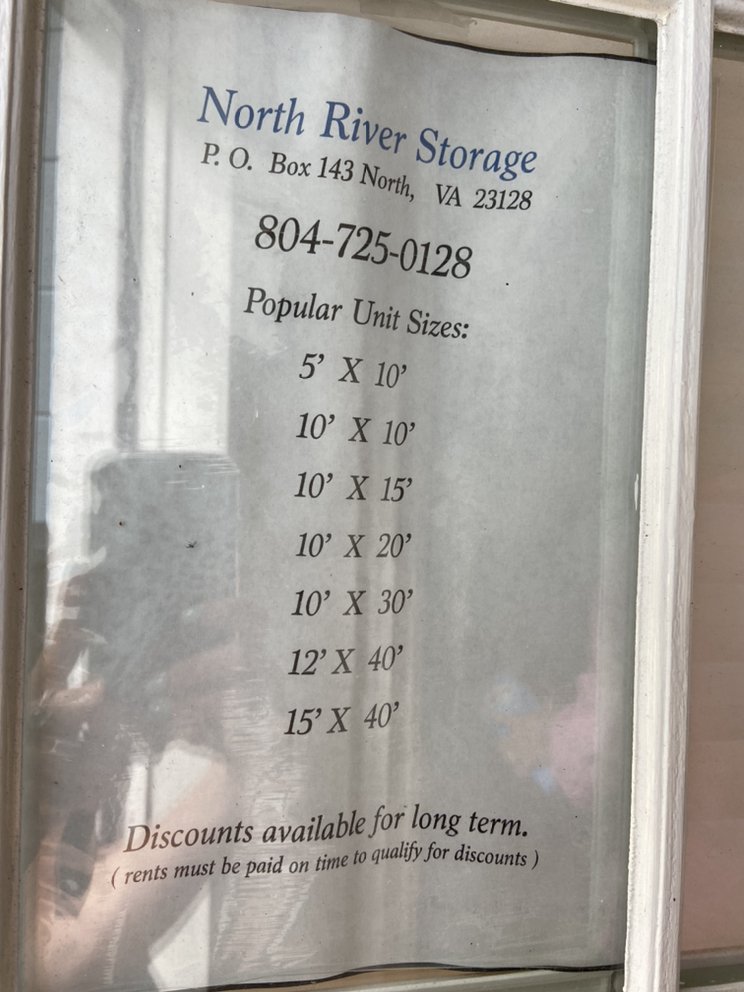 North River Storage
P. O. Box 143 North, VA 23128
804-725-0128
Popular Unit Sizes:
5’ X 10’
10’ X 10’
10’ X 15’
10’ X 20’
10’ X 30’
12’ X 40’
15’ X 40’
Discounts available for long term.
( rents must be paid on time to qualify for discounts )